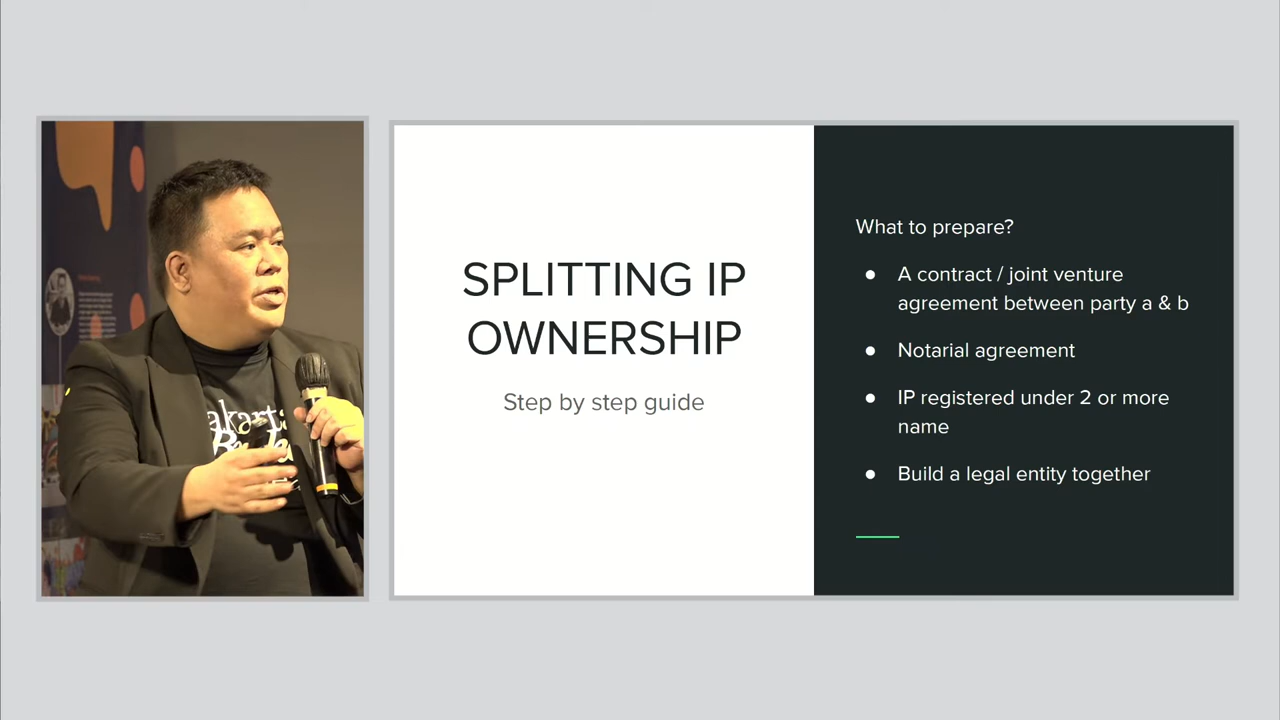 akarta
SPLITTING IP
OWNERSHIP
Step by step guide
What to prepare?
● A contract / joint venture
agreement between party a & b
● Notarial agreement
● IP registered under 2 or more
name
● Build a legal entity together